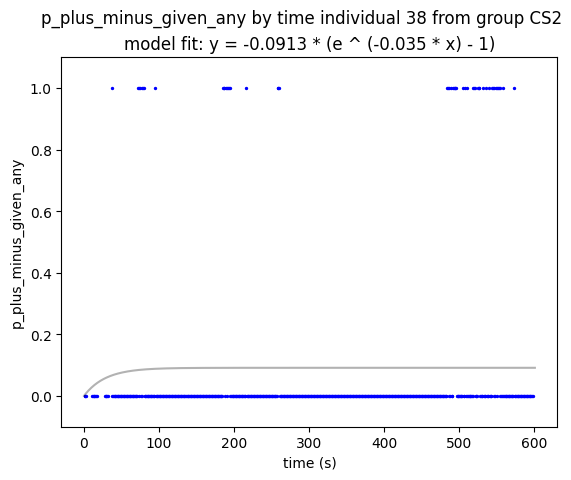 p_plus_minus_given_any by time individual 38 from group CS2
model fit: y = -0.0913 * (e ^ (-0.035 * x) - 1)
1.0
0.8
0.6
0.4
0.2
0.0
p_plus_minus_given_any
0 100 200 300 400 500 600
time (s)